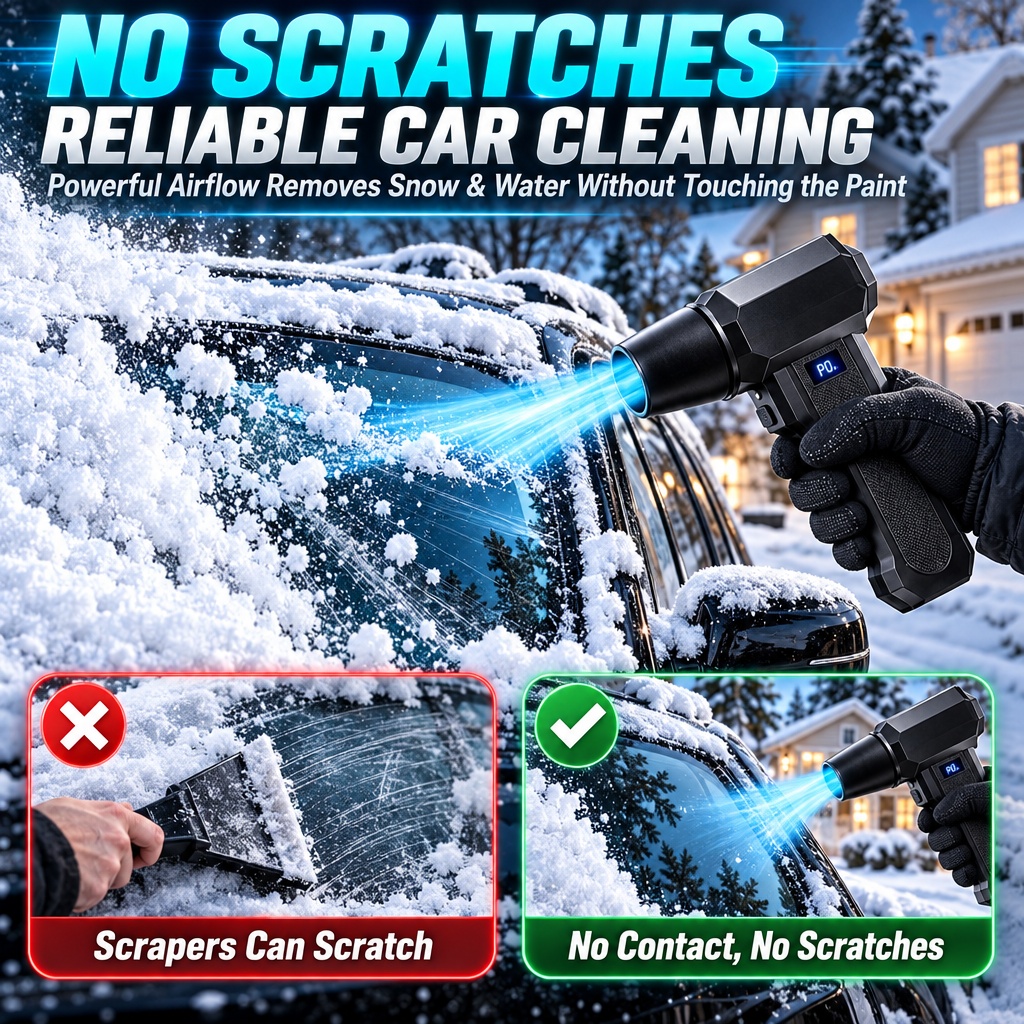 NO SCRATCHES
RELIABLE CAR CLEANING
Powerful Airflow Removes Snow & Water Without Touching the Paint
P0.
Scrapers Can Scratch
P0.
No Contact, No Scratches